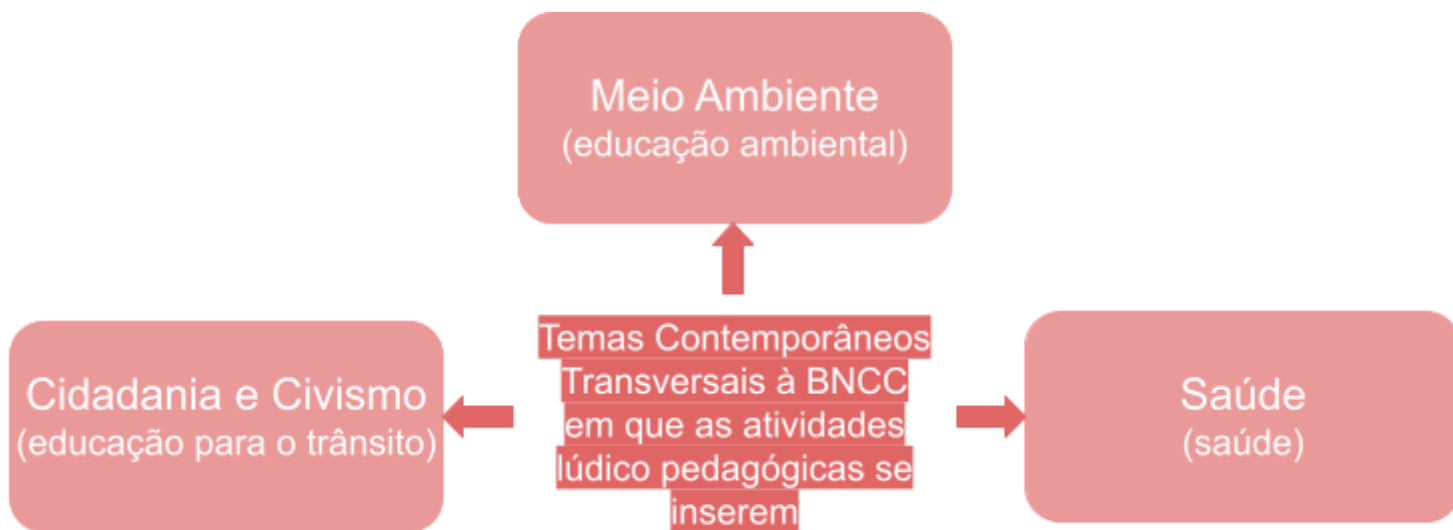 Meio Ambiente
(educação ambiental)
Temas Contemporâneos
Transversais à BNCC
em que as atividades
lúdico pedagógicas se
inserem
Cidadania e Civismo
(educação para o trânsito)
Saúde
(saúde)